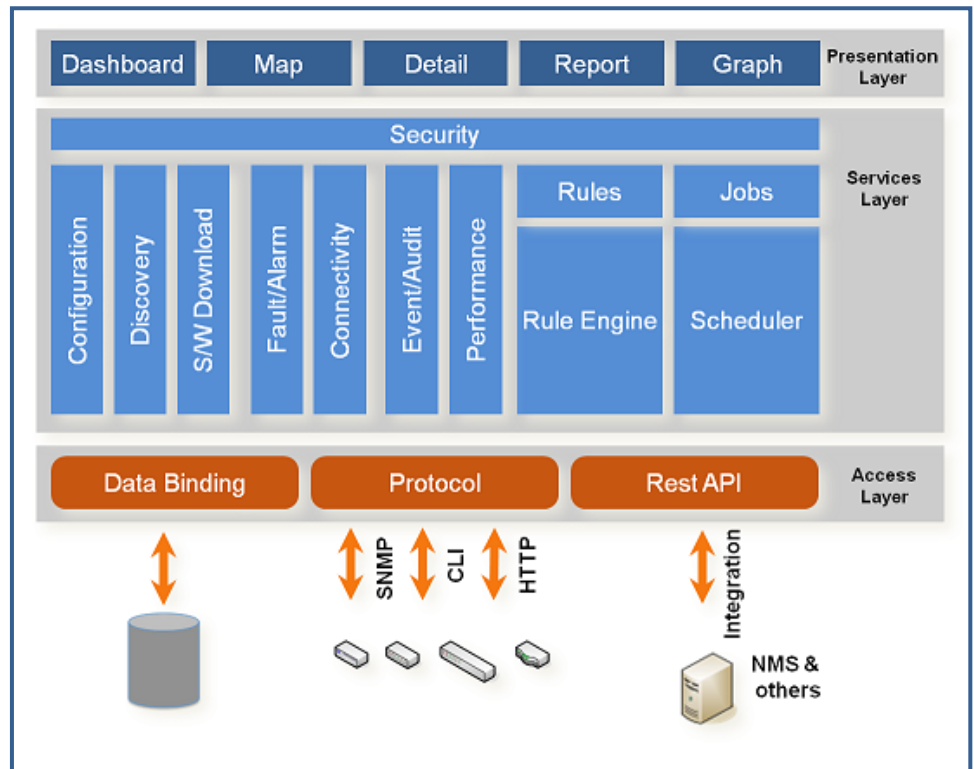 Dashboard
Map
Detail
Report
Graph
Presentation
Layer
Security
Services
Layer
Configuration
Discovery
S/W Download
Fault/Alarm
Connectivity
Event/Audit
Performance
Rules
Jobs
Rule Engine
Scheduler
Data Binding
Protocol
Rest API
Access
Layer
SNMP
CLI
HTTP
Integration
NMS &
others